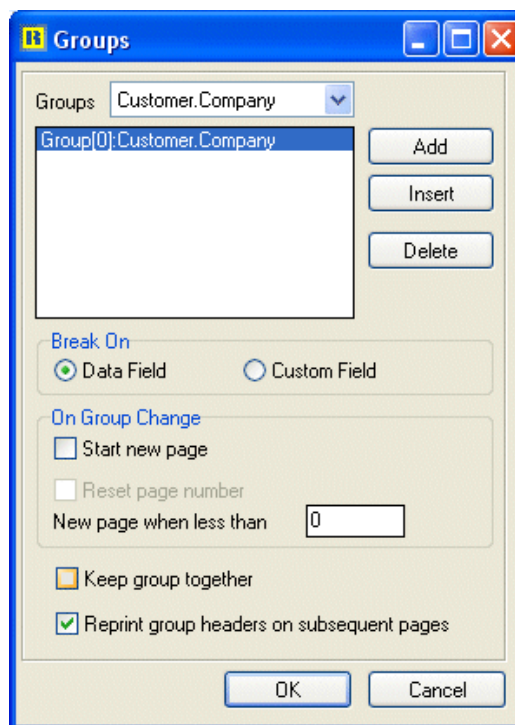 Groups
Groups Customer.Company
Group[0]:Customer.Company
Add
Insert
Delete
Break On
Data Field Custom Field
On Group Change
Start new page
Reset page number
New page when less than 0
Keep group together
Reprint group headers on subsequent pages
OK Cancel